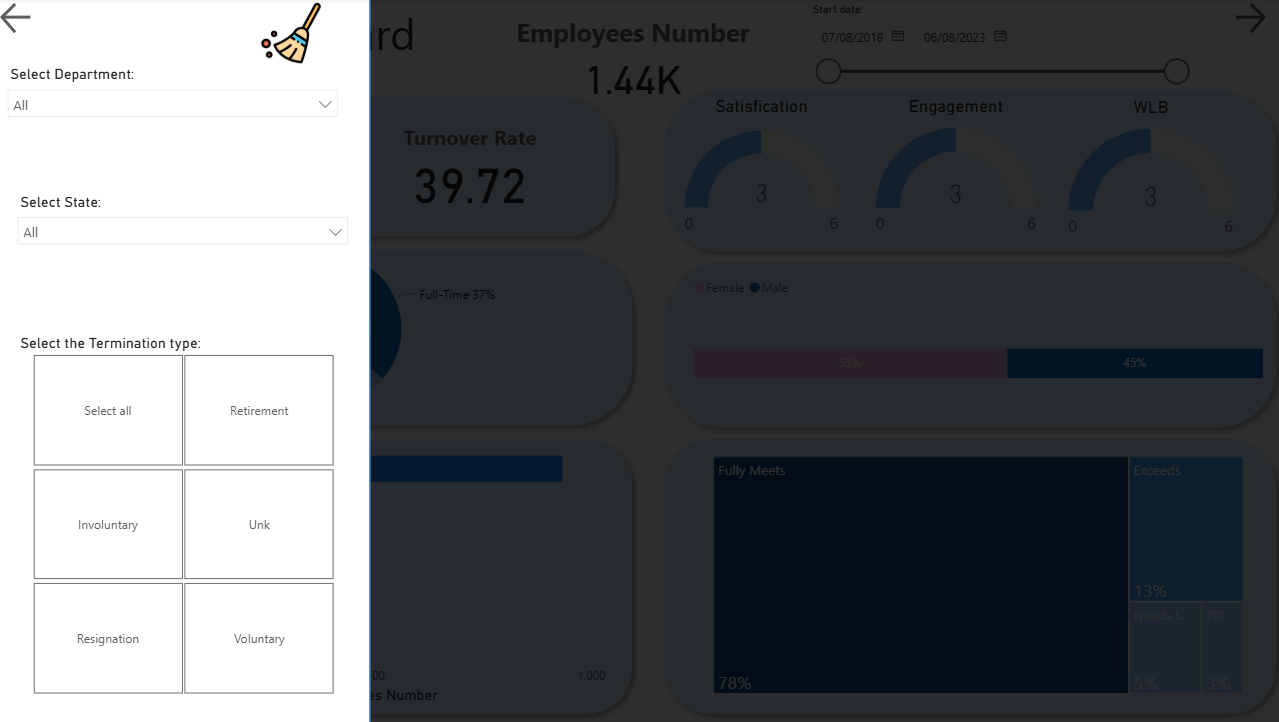 Select Department:
All
Select State:
All
Select the Termination type:
Select all
Retirement
Involuntary
Unk
Resignation
Voluntary
rd
Employees Number
1.44K
Start date:
07/08/2018
06/08/2023
Turnover Rate
39.72
Satisfication
Engagement
WLB
3
0
6
3
0
6
3
0
6
Full-Time 37%
Female
Male
55%
45%
00
1,000
es Number
Fully Meets
78%
Exceeds
13%
Needs I...
5%
PIP
3%